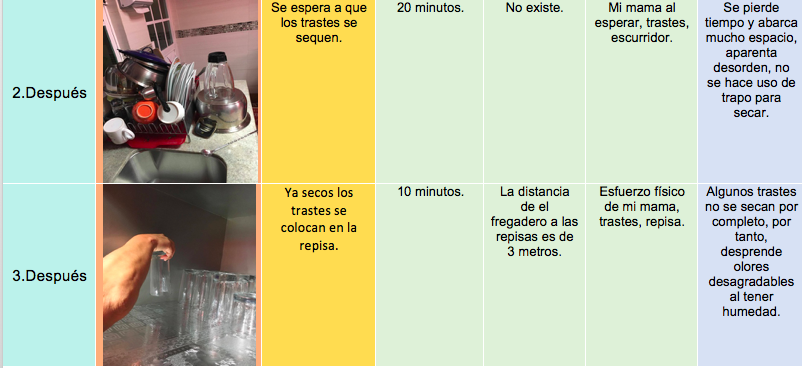 2.Después
Se espera a que
los trastes se
sequen.
20 minutos.
No existe.
Mi mama al
esperar, trastes,
escurridor.
Se pierde
tiempo y abarca
mucho espacio,
aparenta
desorden, no
se hace uso de
trapo para
secar.
3.Después
Ya secos los
trastes se
colocan en la
repisa.
10 minutos.
La distancia
de el
fregadero a las
repisas es de
3 metros.
Esfuerzo físico
de mi mama,
trastes, repisa.
Algunos trastes
no se secan por
completo, por
tanto,
desprende
olores
desagradables
al tener
humedad.